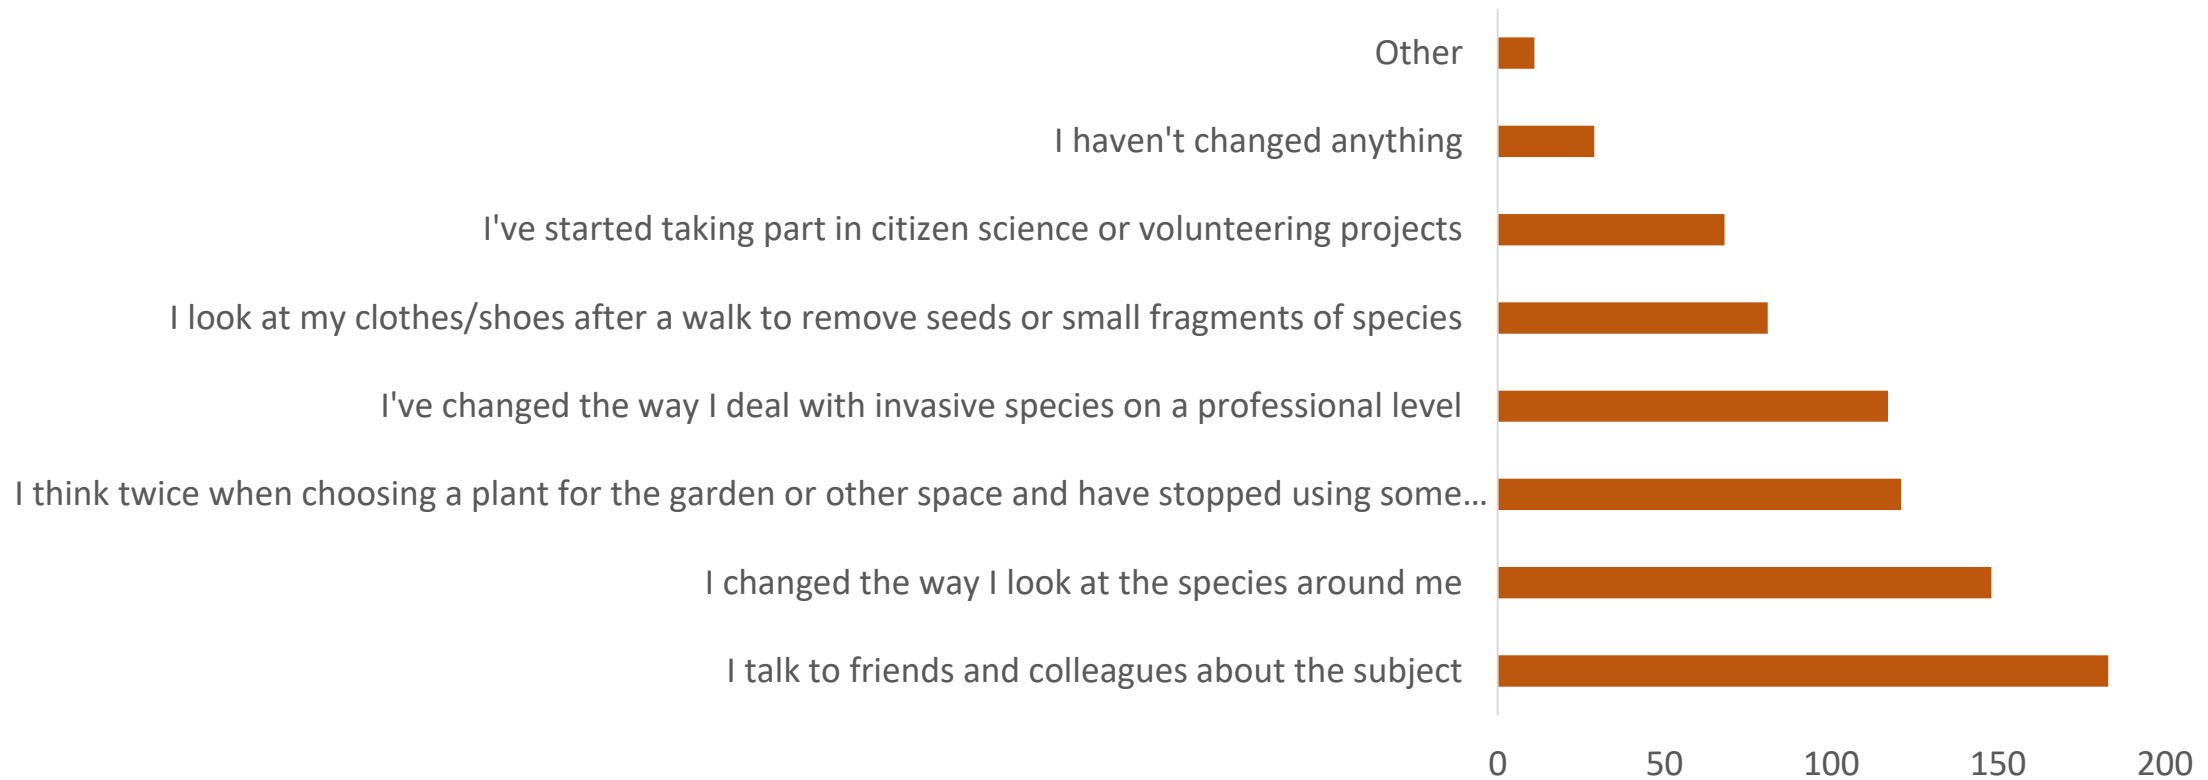 Other
I haven't changed anything
I've started taking part in citizen science or volunteering projects
I look at my clothes/shoes after a walk to remove seeds or small fragments of species
I've changed the way I deal with invasive species on a professional level
I think twice when choosing a plant for the garden or other space and have stopped using some...
I changed the way I look at the species around me
I talk to friends and colleagues about the subject
0 50 100 150 200